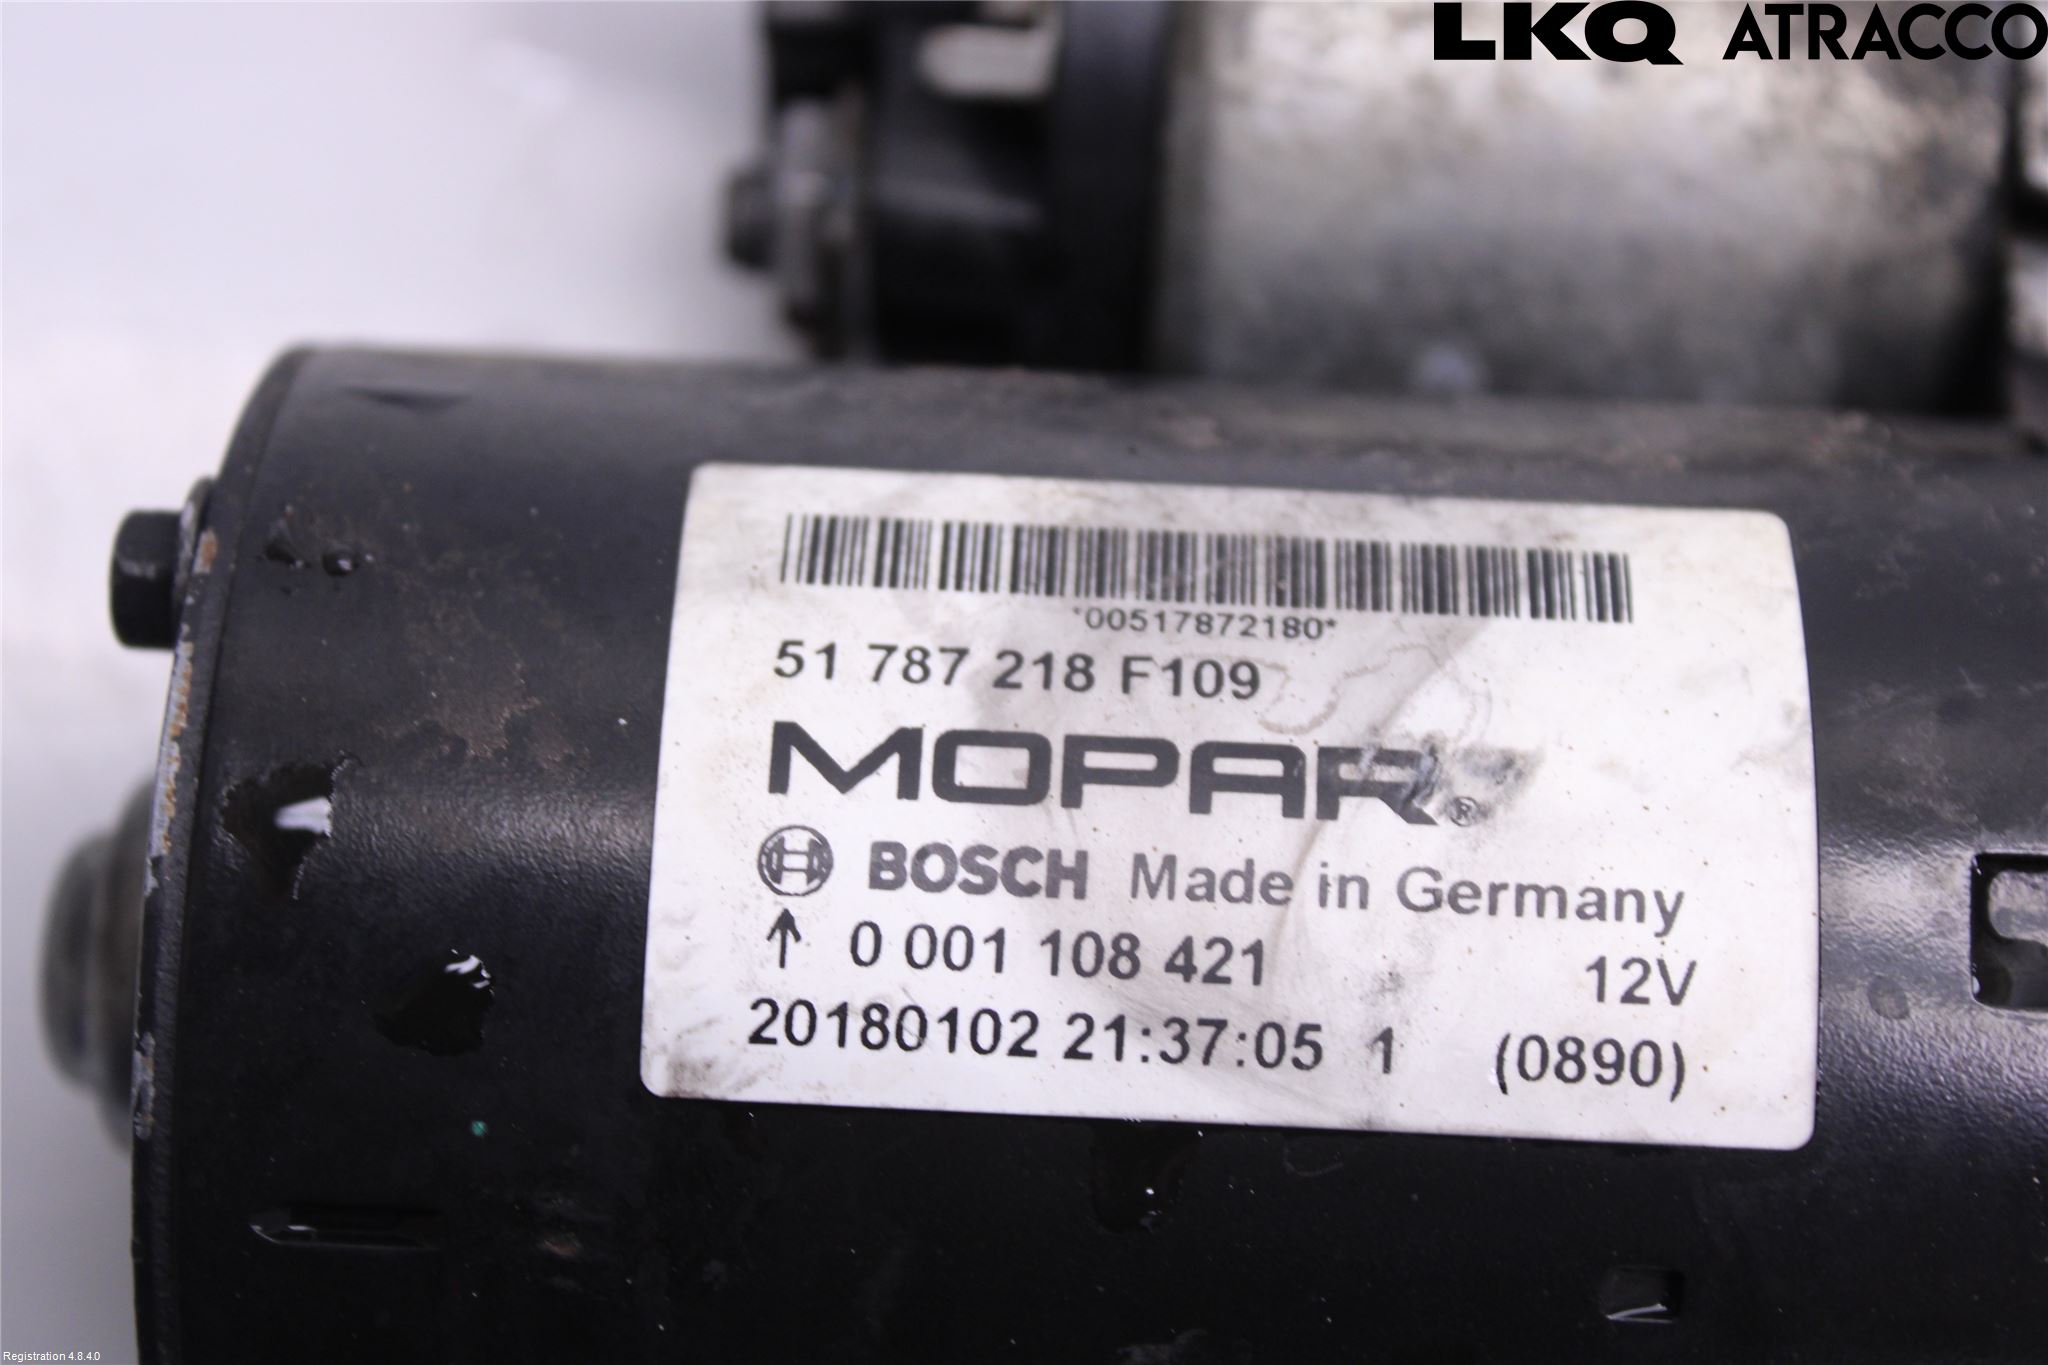 LKQ ATRACCO
*00517872180*
51 787 218 F109
MOPAR®
BOSCH Made in Germany
↑ 0 001 108 421 12V
20180102 21:37:05 1 (0890)
Registration 4.8.4.0